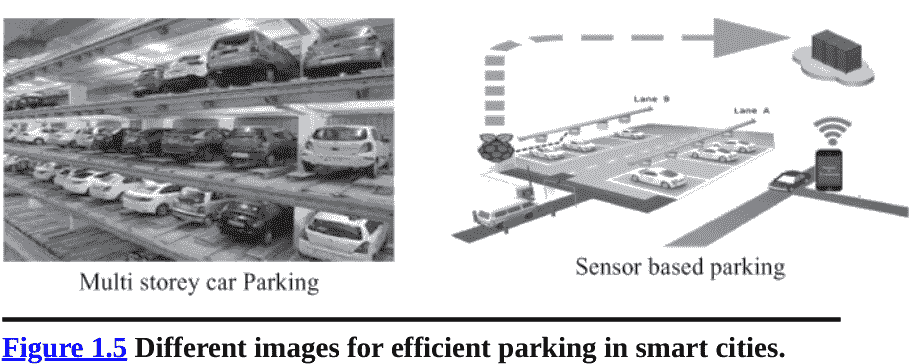 Lane B
Lane A
Multi storey car Parking
Sensor based parking
Figure 1.5 Different images for efficient parking in smart cities.